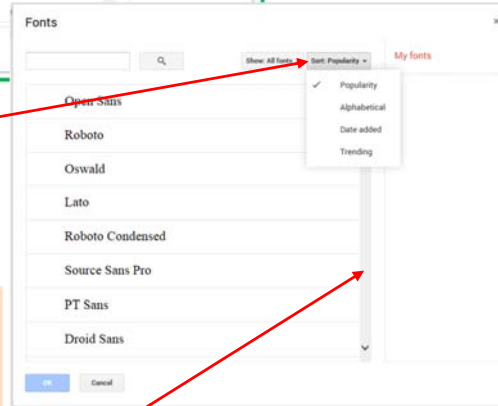 Fonts
×
Show: All fonts Sort: Popularity
My fonts
✓ Popularity
Alphabetical
Date added
Trending
Open Sans
Roboto
Oswald
Lato
Roboto Condensed
Source Sans Pro
PT Sans
Droid Sans
OK Cancel